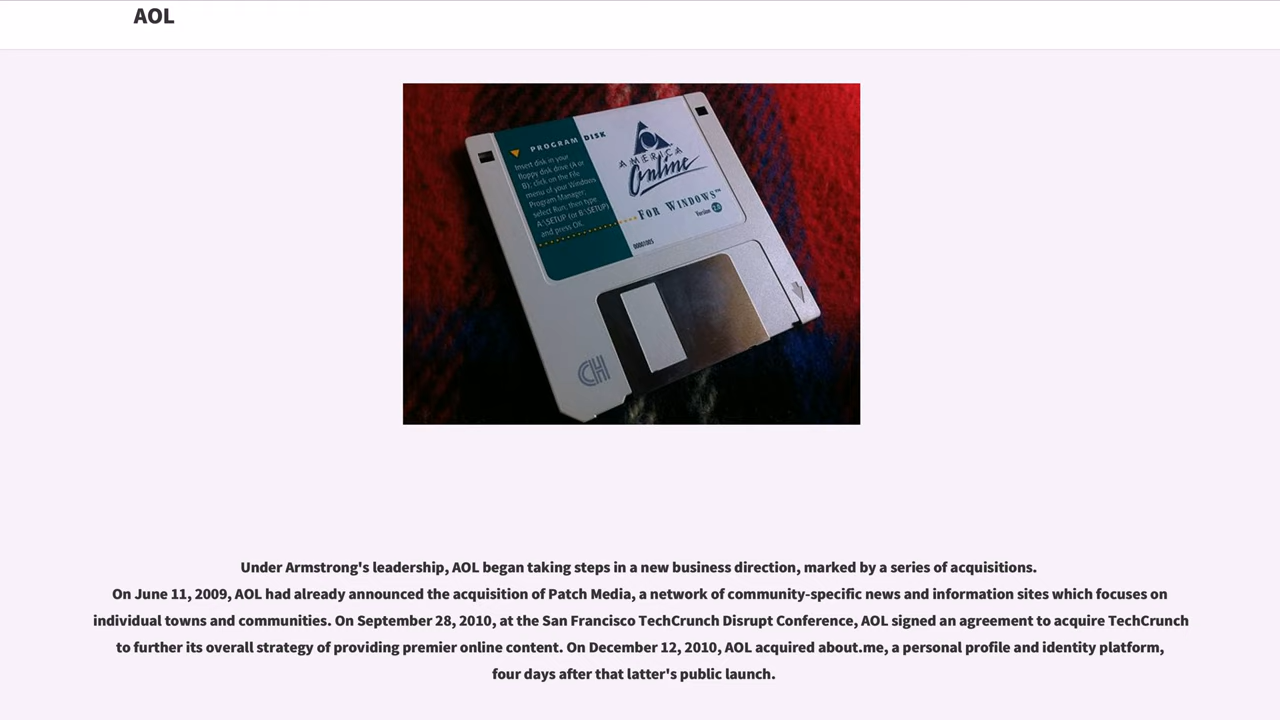 AOL
PROGRAM DISK
Insert disk in your
floppy disk drive (A or
B); click on the File
menu of your Windows
Program Manager,
select Run, then type
A:\SETUP (or B:\SETUP)
and press OK.
AMERICA
Online
FOR WINDOWS™
Version 2.5
CH
Under Armstrong's leadership, AOL began taking steps in a new business direction, marked by a series of acquisitions.
On June 11, 2009, AOL had already announced the acquisition of Patch Media, a network of community-specific news and information sites which focuses on
individual towns and communities. On September 28, 2010, at the San Francisco TechCrunch Disrupt Conference, AOL signed an agreement to acquire TechCrunch
to further its overall strategy of providing premier online content. On December 12, 2010, AOL acquired about.me, a personal profile and identity platform,
four days after that latter's public launch.